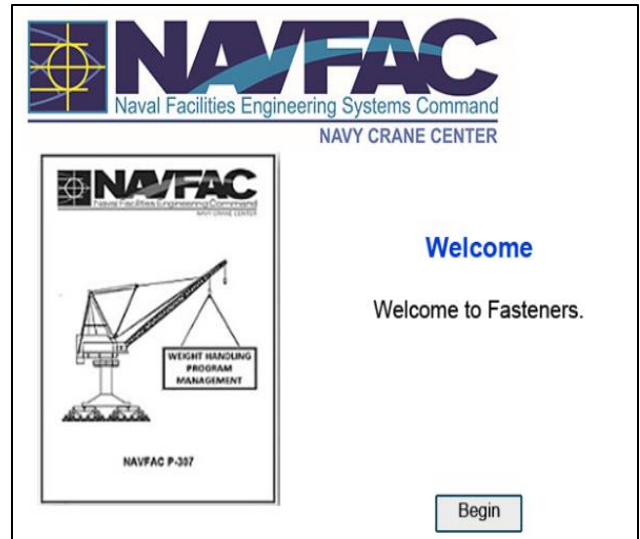 NAVFAC
Naval Facilities Engineering Systems Command
NAVY CRANE CENTER
NAVFAC
Naval Facilities Engineering Command
NAVY CRANE CENTER
WEIGHT HANDLING
PROGRAM
MANAGEMENT
NAVFAC P-307
Welcome
Welcome to Fasteners.
Begin